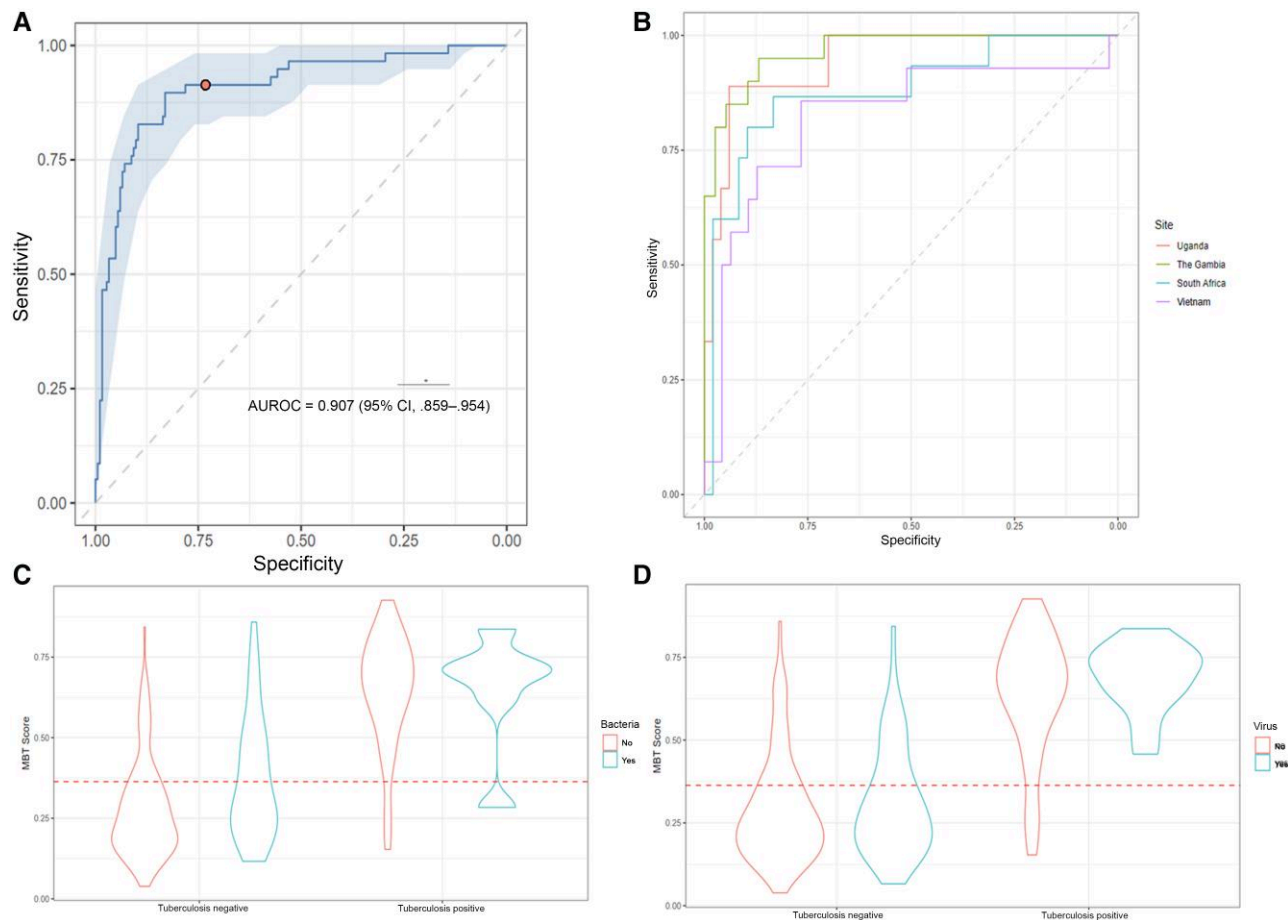 A
1.00
0.75
0.50
0.25
0.00
Sensitivity
AUROC = 0.907 (95% CI, .859–.954)
1.00
0.75
0.50
0.25
0.00
Specificity
B
1.00
0.75
0.50
0.25
0.00
Sensitivity
1.00
0.75
0.50
0.25
0.00
Specificity
Site
Uganda
The Gambia
South Africa
Vietnam
C
0.75
0.50
0.25
0.00
MBT Score
Tuberculosis negative
Tuberculosis positive
Bacteria
No
Yes
D
0.75
0.50
0.25
0.00
MBT Score
Tuberculosis negative
Tuberculosis positive
Virus
No
Yes